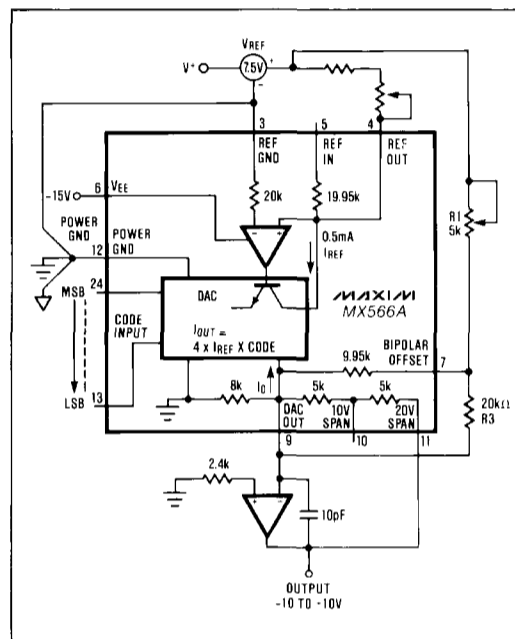 VREF
V+
7.5V
+
−
3
5
4
REF
GND
REF
IN
REF
OUT
6
VEE
−15V
20k
19.95k
POWER
GND
12
POWER
GND
− +
0.5mA
IREF
R1
5k
24
MSB
DAC
MAXIM
MX566A
CODE
INPUT
IOUT =
4 x IREF x CODE
BIPOLAR
OFFSET
7
9.95k
LSB
13
8k
IO
5k
5k
20kΩ
R3
DAC
OUT
10V
SPAN
20V
SPAN
9
10
11
2.4k
+ −
10pF
OUTPUT
-10 TO -10V